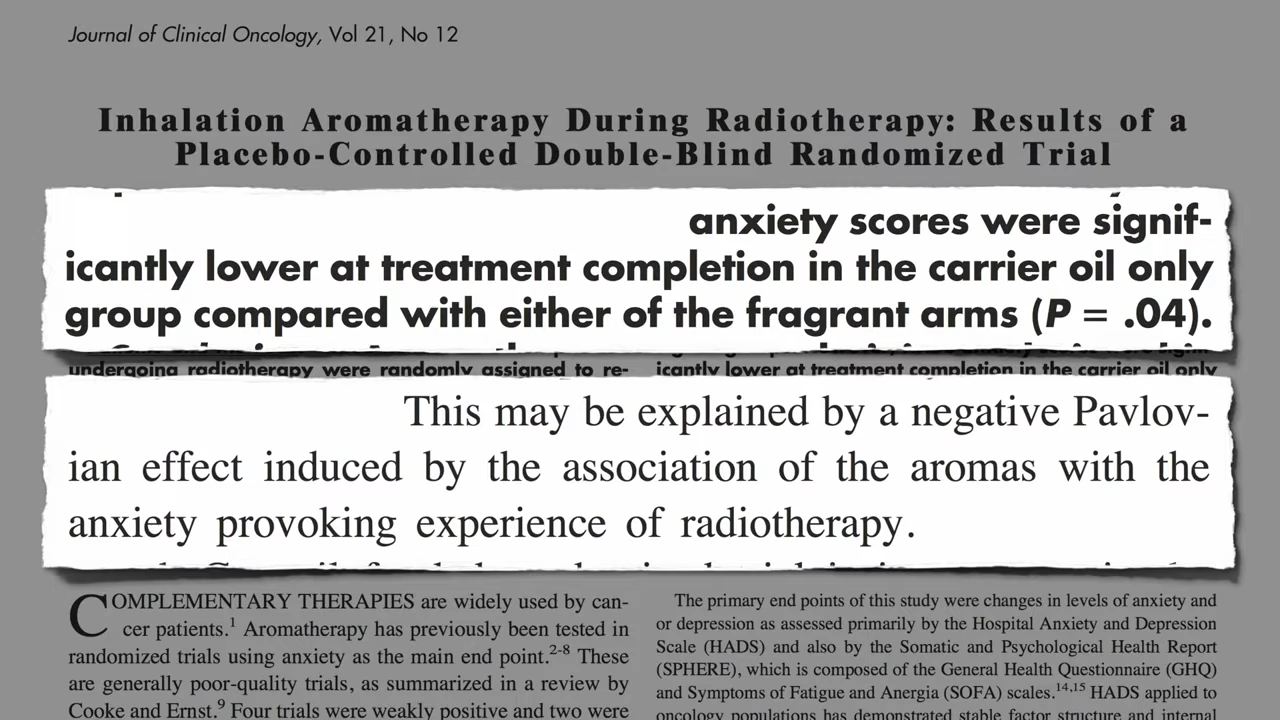 Journal of Clinical Oncology, Vol 21, No 12
Inhalation Aromatherapy During Radiotherapy: Results of a
Placebo-Controlled Double-Blind Randomized Trial
anxiety scores were signif-
icantly lower at treatment completion in the carrier oil only
group compared with either of the fragrant arms (P = .04).
undergoing radiotherapy were randomly assigned to re-
icantly lower at treatment completion in the carrier oil only
This may be explained by a negative Pavlov-
ian effect induced by the association of the aromas with the
anxiety provoking experience of radiotherapy.
COMPLEMENTARY THERAPIES are widely used by can-
cer patients.1 Aromatherapy has previously been tested in
randomized trials using anxiety as the main end point.2-8 These
are generally poor-quality trials, as summarized in a review by
Cooke and Ernst.9 Four trials were weakly positive and two were
The primary end points of this study were changes in levels of anxiety and
or depression as assessed primarily by the Hospital Anxiety and Depression
Scale (HADS) and also by the Somatic and Psychological Health Report
(SPHERE), which is composed of the General Health Questionnaire (GHQ)
and Symptoms of Fatigue and Anergia (SOFA) scales.14,15 HADS applied to
oncology populations has demonstrated stable factor structure and internal